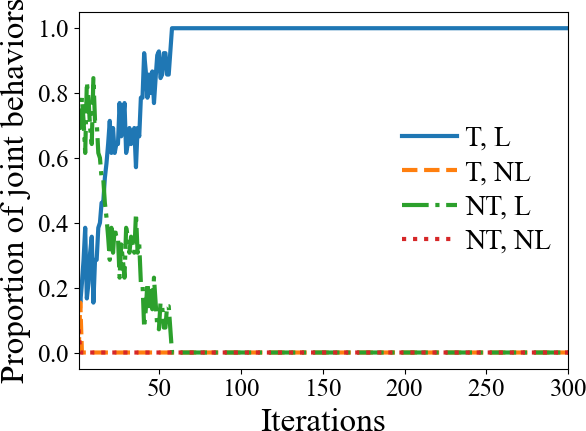 Proportion of joint behaviors
1.0
0.8
0.6
0.4
0.2
0.0
T, L
T, NL
NT, L
NT, NL
50
100
150
200
250
300
Iterations